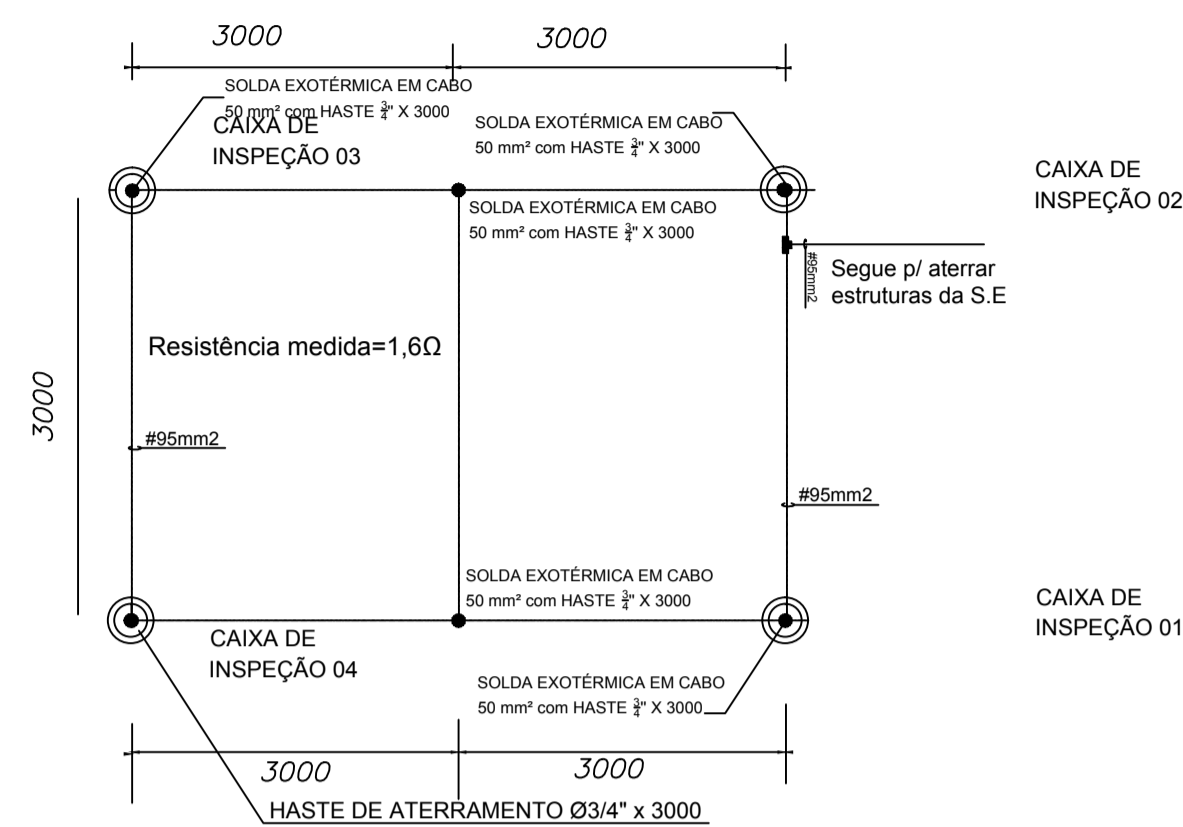 3000
3000
SOLDA EXOTÉRMICA EM CABO
50 mm² com HASTE ¾" X 3000
CAIXA DE
INSPEÇÃO 03
SOLDA EXOTÉRMICA EM CABO
50 mm² com HASTE ¾" X 3000
CAIXA DE
INSPEÇÃO 02
SOLDA EXOTÉRMICA EM CABO
50 mm² com HASTE ¾" X 3000
#95mm2
Segue p/ aterrar
estruturas da S.E
Resistência medida=1,6Ω
3000
#95mm2
#95mm2
SOLDA EXOTÉRMICA EM CABO
50 mm² com HASTE ¾" X 3000
CAIXA DE
INSPEÇÃO 01
CAIXA DE
INSPEÇÃO 04
SOLDA EXOTÉRMICA EM CABO
50 mm² com HASTE ¾" X 3000
3000
3000
HASTE DE ATERRAMENTO Ø3/4" x 3000